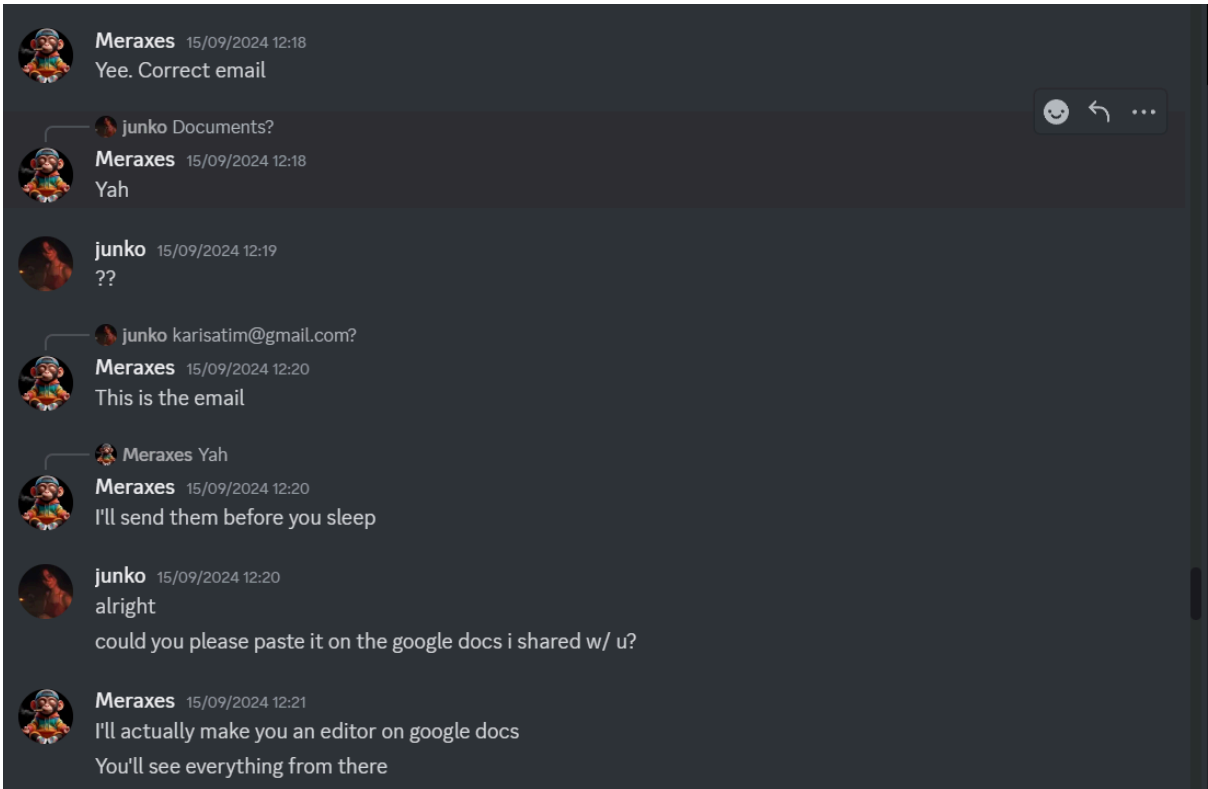 Meraxes 15/09/2024 12:18
Yee. Correct email
junko Documents?
Meraxes 15/09/2024 12:18
Yah
junko 15/09/2024 12:19
??
junko karisatim@gmail.com?
Meraxes 15/09/2024 12:20
This is the email
Meraxes Yah
Meraxes 15/09/2024 12:20
I'll send them before you sleep
junko 15/09/2024 12:20
alright
could you please paste it on the google docs i shared w/ u?
Meraxes 15/09/2024 12:21
I'll actually make you an editor on google docs
You'll see everything from there